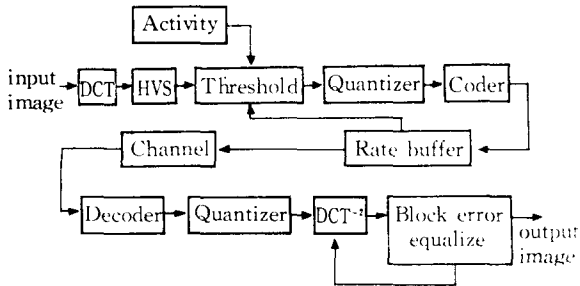 Activity
input
image
DCT
HVS
Threshold
Quantizer
Coder
Channel
Rate buffer
Decoder
Quantizer
DCT⁻²
Block error
equalize
output
image